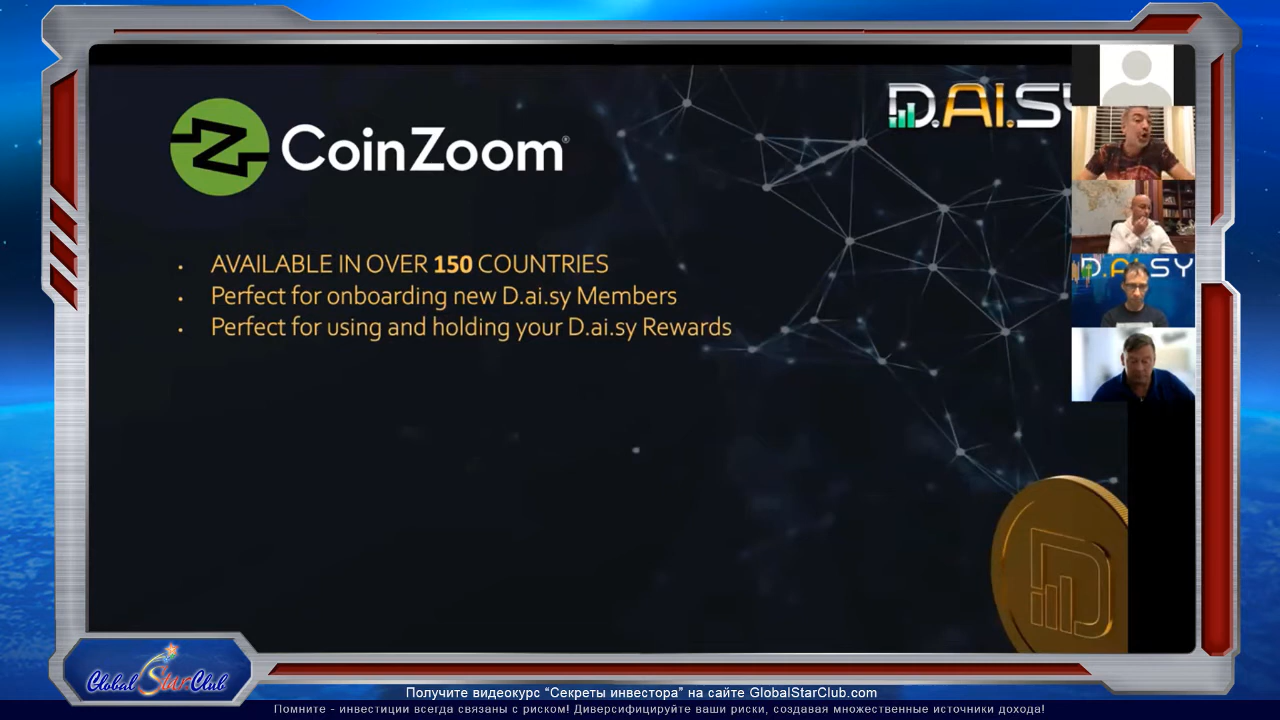 CoinZoom®
D.AI.SY
• AVAILABLE IN OVER 150 COUNTRIES
• Perfect for onboarding new D.ai.sy Members
• Perfect for using and holding your D.ai.sy Rewards
D.AI.SY
Global Star Club
Получите видеокурс “Секреты инвестора” на сайте GlobalStarClub.com
Помните - инвестиции всегда связаны с риском! Диверсифицируйте ваши риски, создавая множественные источники дохода!